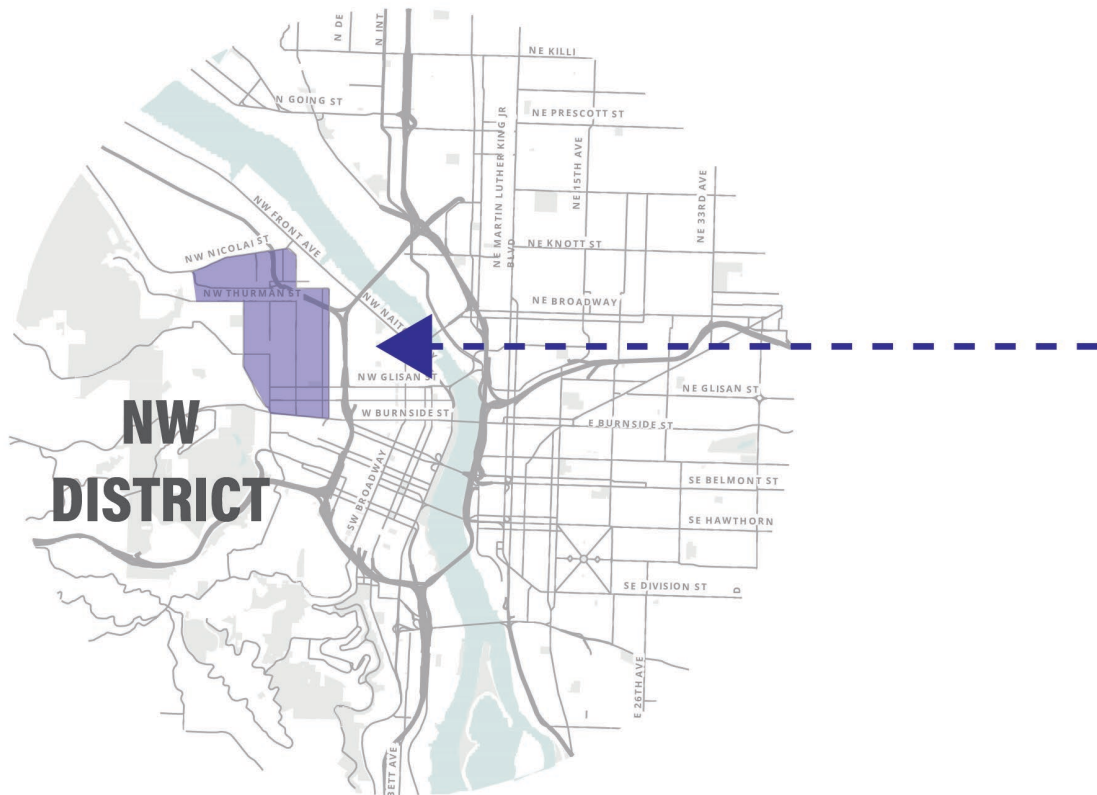 N DE
N INT
NE KILLI
N GOING ST
NE PRESCOTT ST
NE MARTIN LUTHER KING JR
BLVD
NE 15TH AVE
NE 33RD AVE
NW FRONT AVE
NW NICOLAI ST
NE KNOTT ST
NW THURMAN ST
NW NAIT
NE BROADWAY
NW GLISAN ST
NE GLISAN ST
W BURNSIDE ST
E BURNSIDE ST
NW
DISTRICT
SW BROADWAY
SE BELMONT ST
SE HAWTHORN
SE DIVISION ST
D
E 26TH AVE
I
BETT AVE